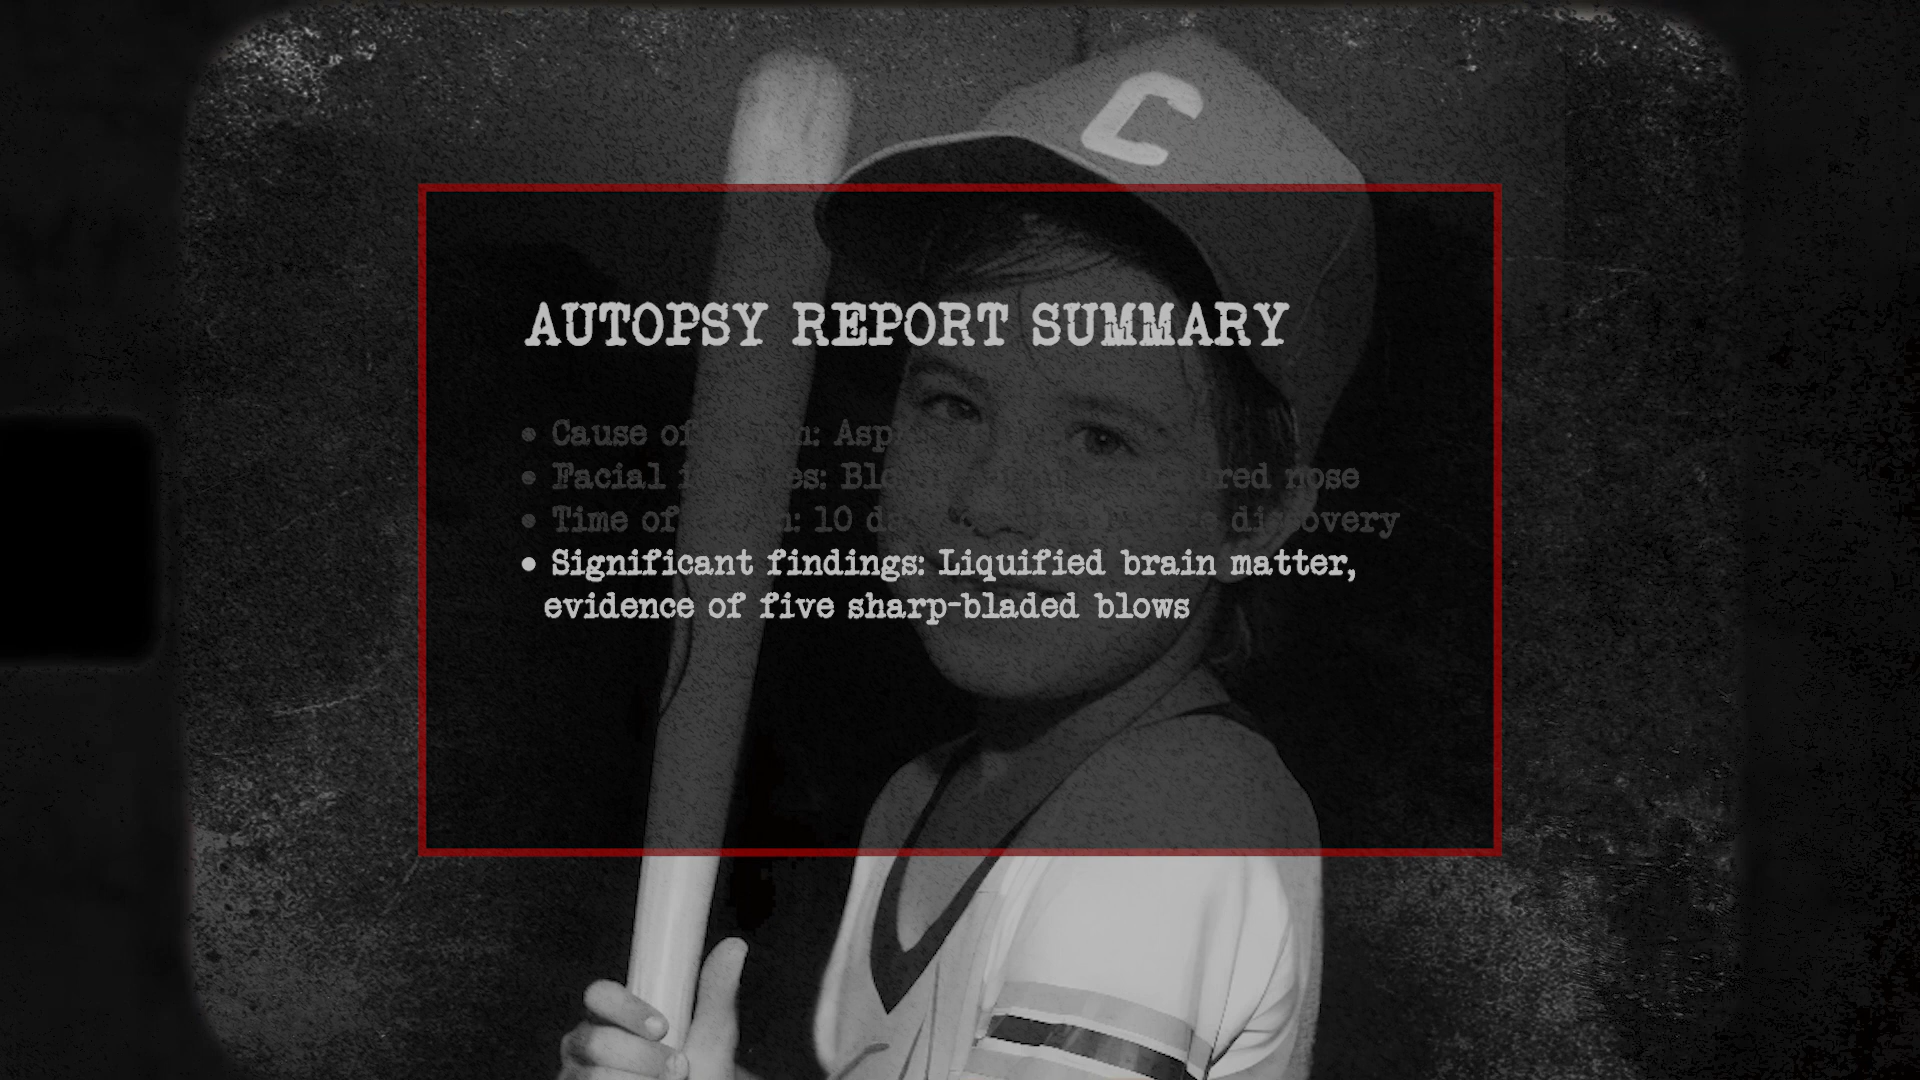 C
AUTOPSY REPORT SUMMARY
• Cause of
• Facial nose
• Time of 10 discovery
• Significant findings: Liquified brain matter,
evidence of five sharp-bladed blows